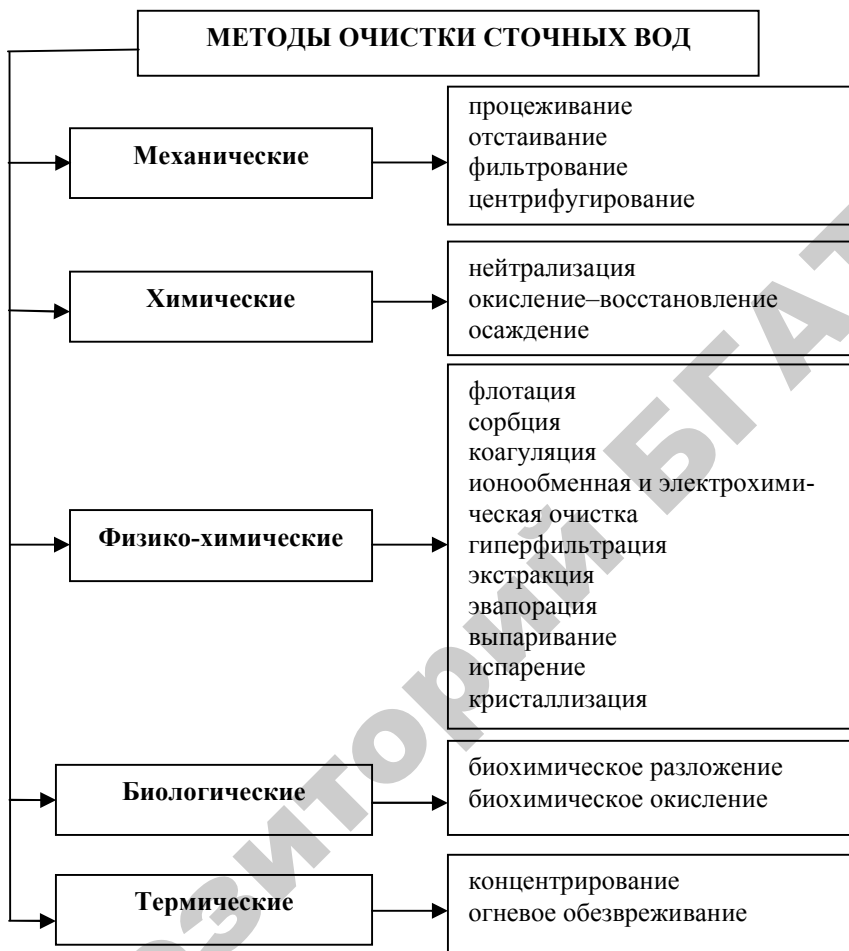 МЕТОДЫ ОЧИСТКИ СТОЧНЫХ ВОД
Механические
процеживание
отстаивание
фильтрование
центрифугирование
Химические
нейтрализация
окисление–восстановление
осаждение
Физико-химические
флотация
сорбция
коагуляция
ионообменная и электрохими-
ческая очистка
гиперфильтрация
экстракция
эвапорация
выпаривание
испарение
кристаллизация
Биологические
биохимическое разложение
биохимическое окисление
Термические
концентрирование
огневое обезвреживание